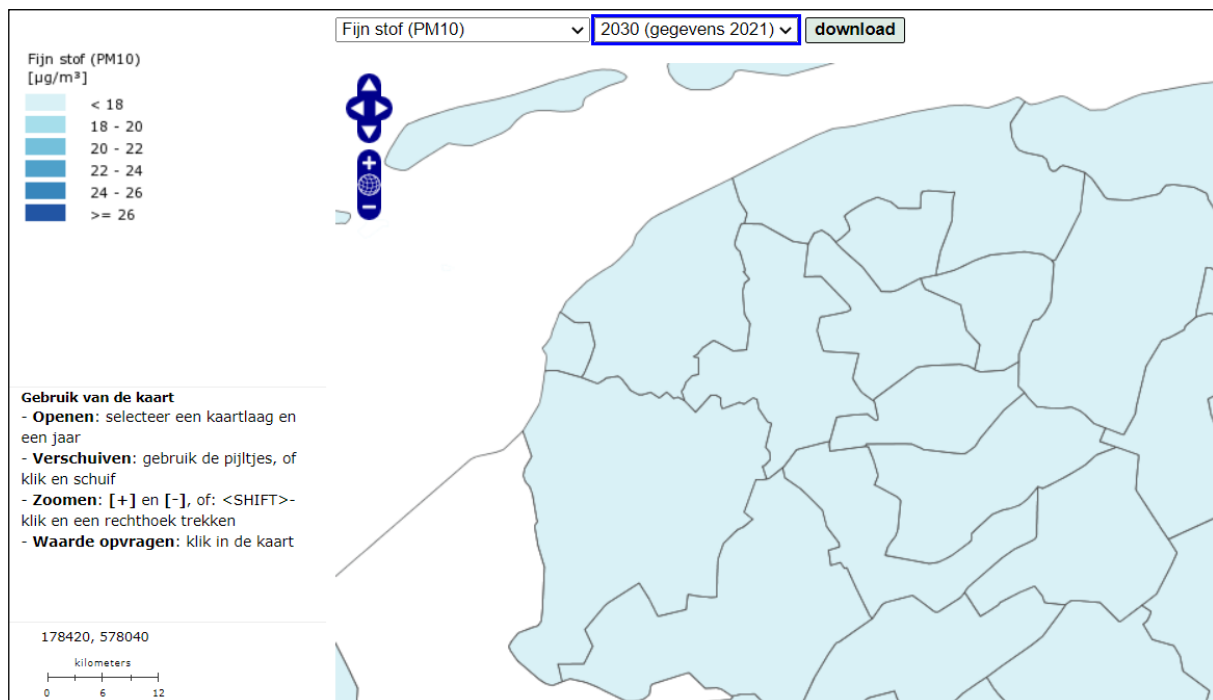 Fijn stof (PM10)
2030 (gegevens 2021)
download
Fijn stof (PM10)
[µg/m³]
< 18
18 - 20
20 - 22
22 - 24
24 - 26
>= 26
Gebruik van de kaart
- Openen: selecteer een kaartlaag en
een jaar
- Verschuiven: gebruik de pijltjes, of
klik en schuif
- Zoomen: [+] en [-], of: <SHIFT>-
klik en een rechthoek trekken
- Waarde opvragen: klik in de kaart
178420, 578040
kilometers
0 6 12